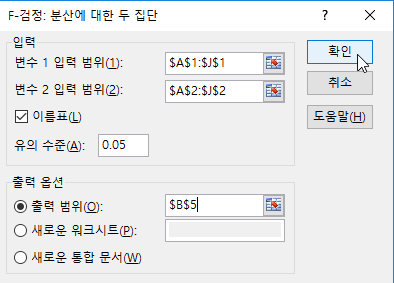 F-검정: 분산에 대한 두 집단
입력
변수 1 입력 범위(1): $A$1:$J$1
변수 2 입력 범위(2): $A$2:$J$2
이름표(L)
유의 수준(A): 0.05
출력 옵션
출력 범위(O): $B$5
새로운 워크시트(P):
새로운 통합 문서(W)
확인
취소
도움말(H)